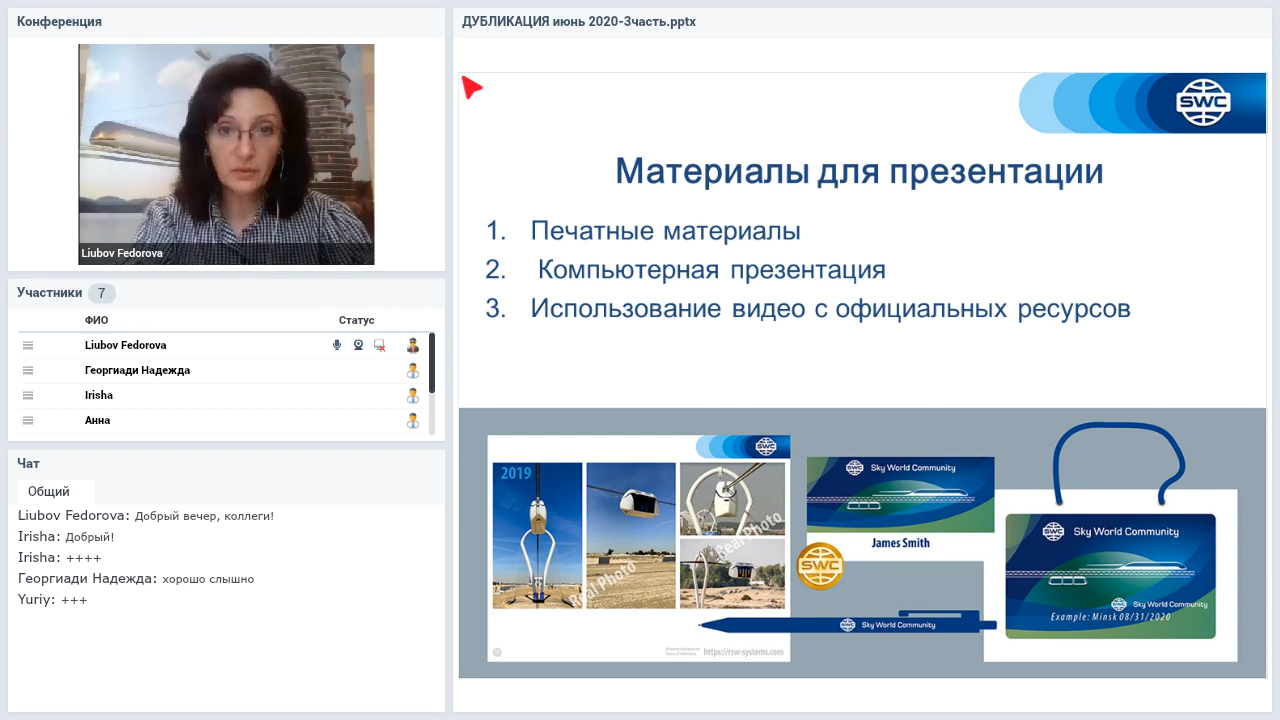 Конференция
Liubov Fedorova
Участники 7
ФИО Статус
Liubov Fedorova
Георгиади Надежда
Irisha
Анна
Чат
Общий
Liubov Fedorova: Добрый вечер, коллеги!
Irisha: Добрый!
Irisha: ++++
Георгиади Надежда: хорошо слышно
Yuriy: +++
ДУБЛИКАЦИЯ июнь 2020-3часть.pptx
SWC
Материалы для презентации
1. Печатные материалы
2. Компьютерная презентация
3. Использование видео с официальных ресурсов
SWC
2019
Real Photo
Real Photo
https://rsw-systems.com
Sky World Community
James Smith
SWC
Sky World Community
Sky World Community
Sky World Community
Example: Minsk 08/31/2020